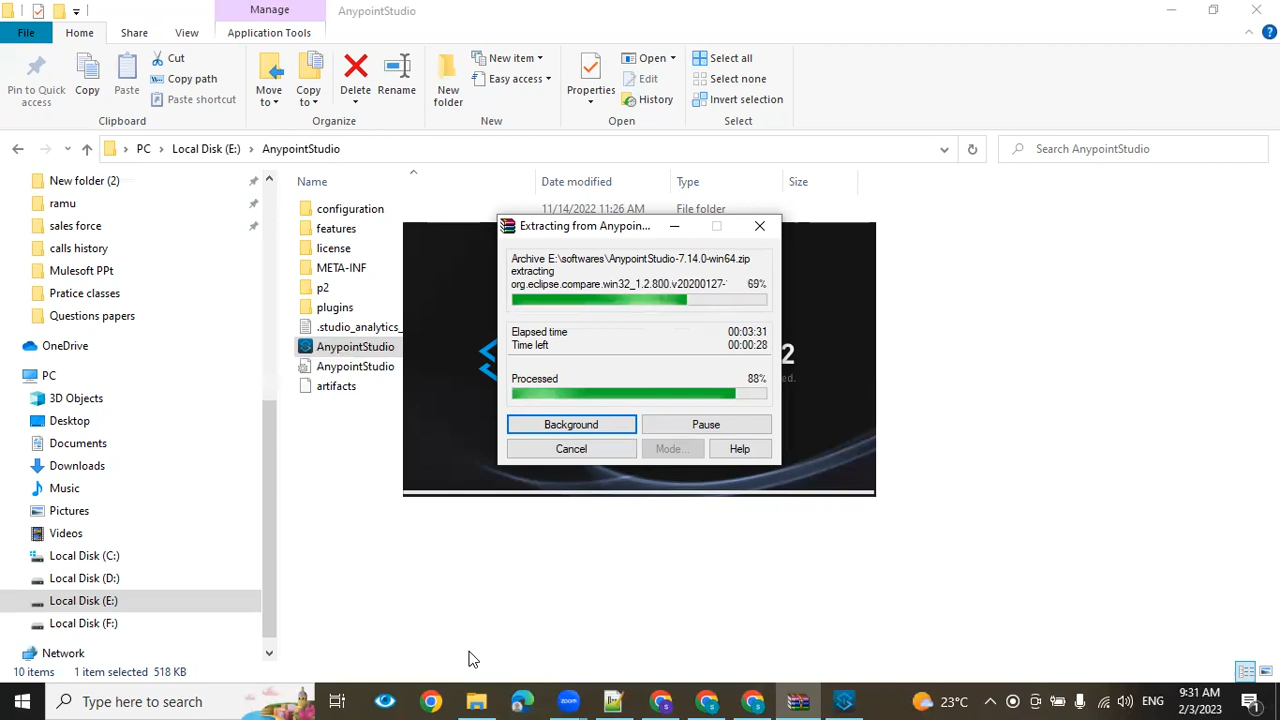 Manage
AnypointStudio
File
Home
Share
View
Application Tools
Pin to Quick access
Copy
Paste
Cut
Copy path
Paste shortcut
Clipboard
Move to
Copy to
Delete
Rename
Organize
New folder
New item
Easy access
New
Properties
Open
Edit
History
Open
Select all
Select none
Invert selection
Select
PC > Local Disk (E:) > AnypointStudio
Search AnypointStudio
New folder (2)
ramu
sales force
calls history
Mulesoft PPt
Pratice classes
Questions papers
OneDrive
PC
3D Objects
Desktop
Documents
Downloads
Music
Pictures
Videos
Local Disk (C:)
Local Disk (D:)
Local Disk (E:)
Local Disk (F:)
Network
Name
Date modified
Type
Size
configuration
11/14/2022 11:26 AM
File folder
features
license
META-INF
p2
plugins
.studio_analytics_
AnypointStudio
AnypointStudio
artifacts
Extracting from Anypoin...
Archive E:\softwares\AnypointStudio-7.14.0-win64.zip
extracting
org.eclipse.compare.win32_1.2.800.v20200127- 69%
Elapsed time 00:03:31
Time left 00:00:28
Processed 88%
Background
Pause
Cancel
Mode...
Help
2
ed.
10 items 1 item selected 518 KB
Type here to search
zoom
23°C
ENG
9:31 AM
2/3/2023
1